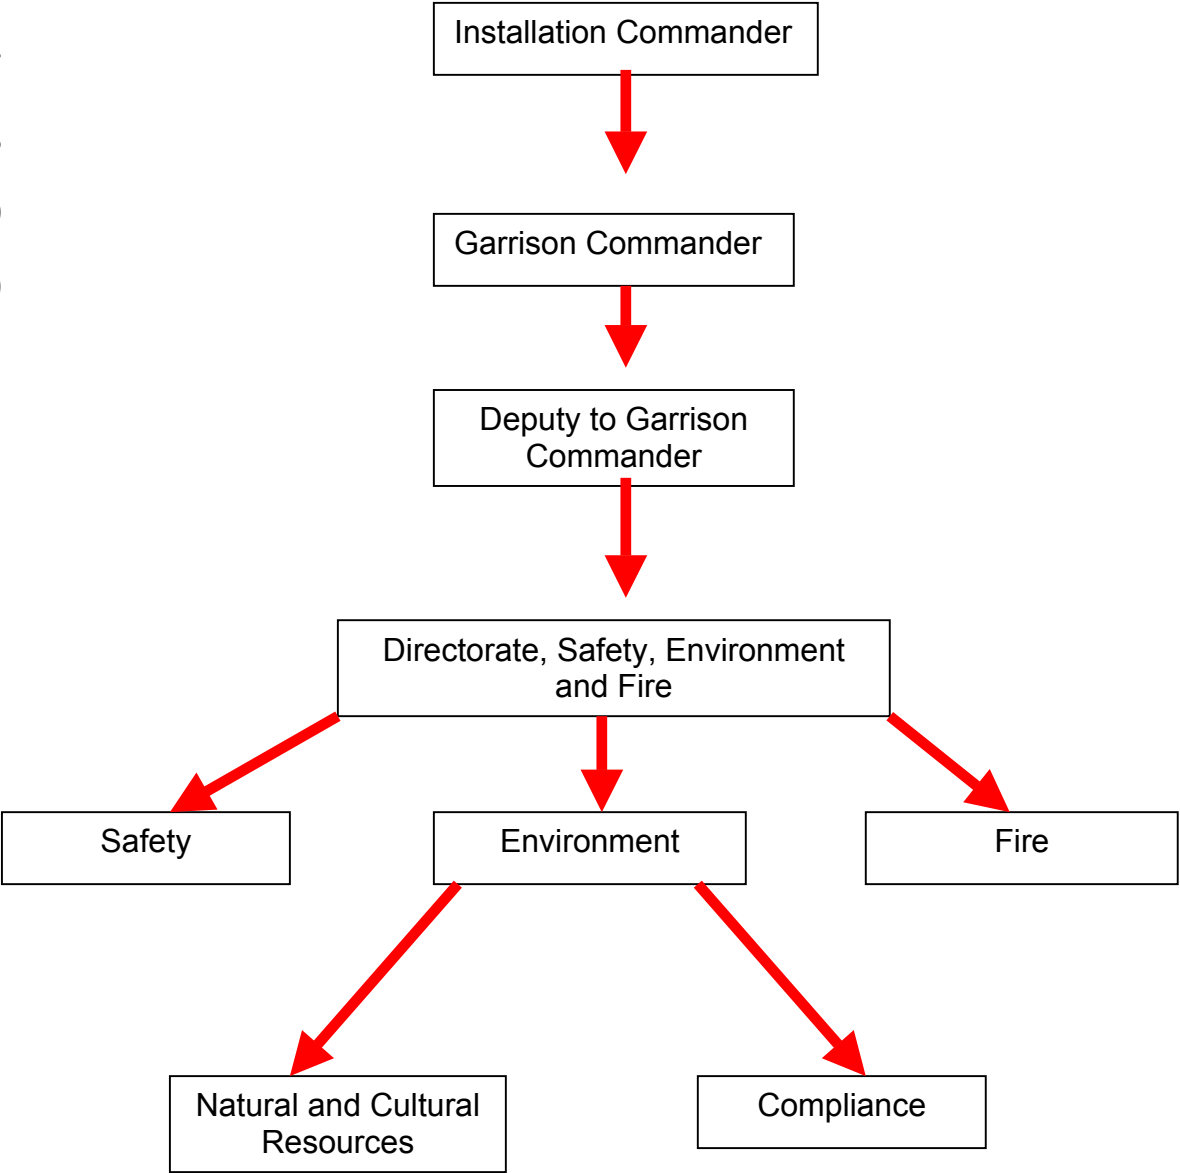 Installation Commander
Garrison Commander
Deputy to Garrison
Commander
Directorate, Safety, Environment
and Fire
Safety
Environment
Fire
Natural and Cultural
Resources
Compliance